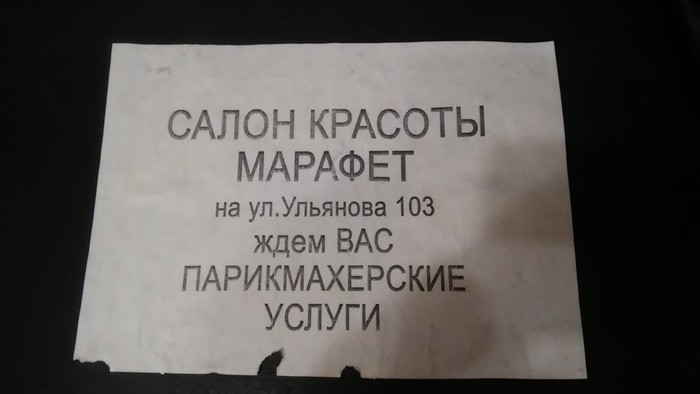 САЛОН КРАСОТЫ
МАРАФЕТ
на ул.Ульянова 103
ждем ВАС
ПАРИКМАХЕРСКИЕ
УСЛУГИ